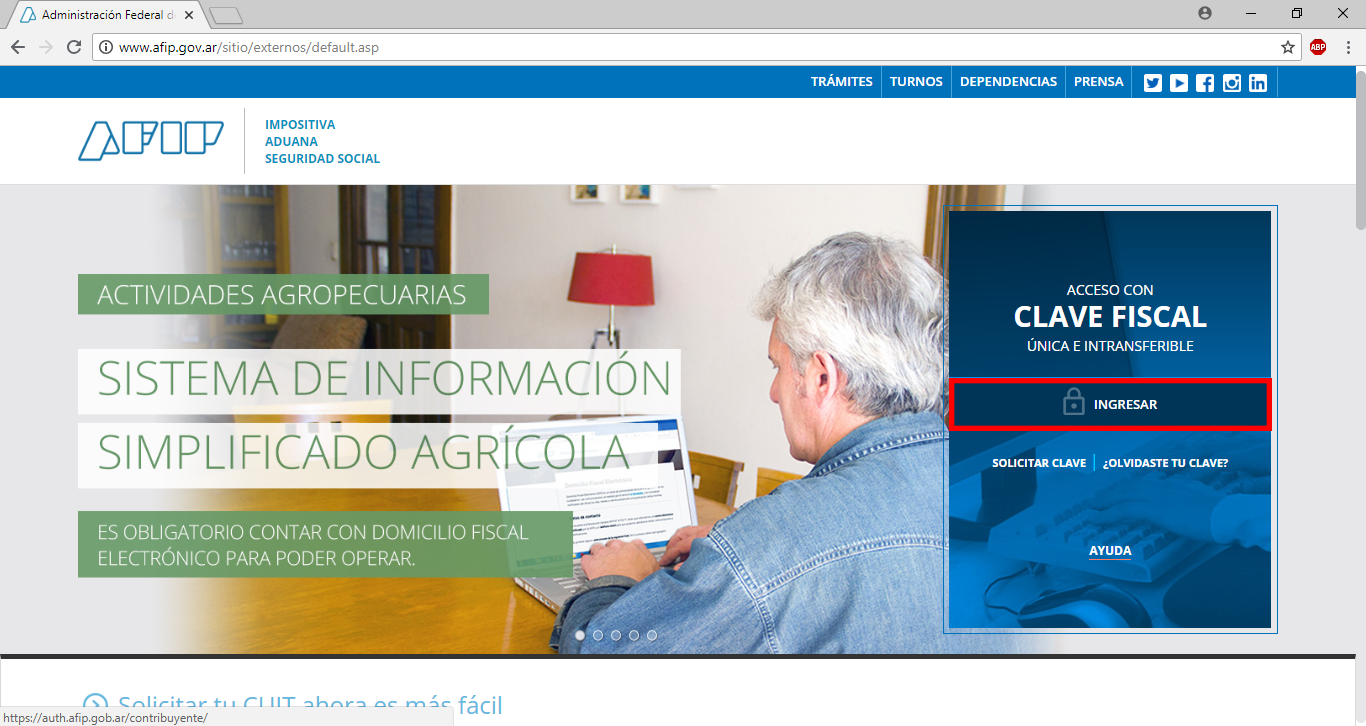 Administración Federal d
www.afip.gov.ar/sitio/externos/default.asp
ABP
TRÁMITES
TURNOS
DEPENDENCIAS
PRENSA
AFIP
IMPOSITIVA
ADUANA
SEGURIDAD SOCIAL
ACTIVIDADES AGROPECUARIAS
SISTEMA DE INFORMACIÓN
SIMPLIFICADO AGRÍCOLA
ES OBLIGATORIO CONTAR CON DOMICILIO FISCAL
ELECTRÓNICO PARA PODER OPERAR.
ACCESO CON
CLAVE FISCAL
ÚNICA E INTRANSFERIBLE
INGRESAR
SOLICITAR CLAVE
¿OLVIDASTE TU CLAVE?
AYUDA
Solicitar tu CUIT ahora es más fácil
https://auth.afip.gob.ar/contribuyente/